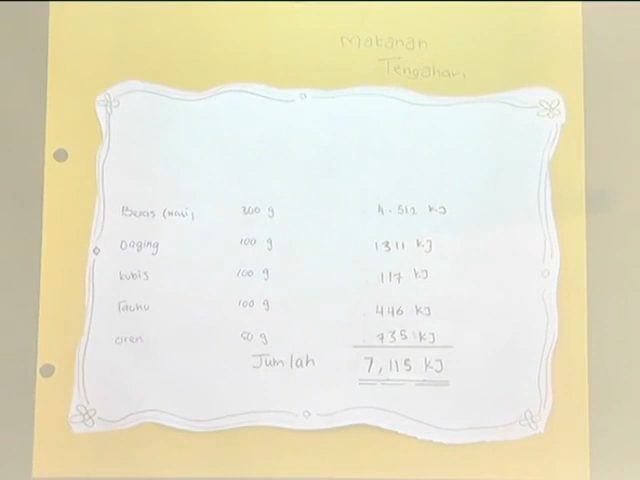 Makanan
Tengahari
Beras (Nasi) 300 g 4.512 KJ
Daging 100 g 1311 KJ
kubis 100 g 117 KJ
Tauhu 100 g 446 KJ
oren 50 g 735 KJ
Jumlah 7,115 KJ